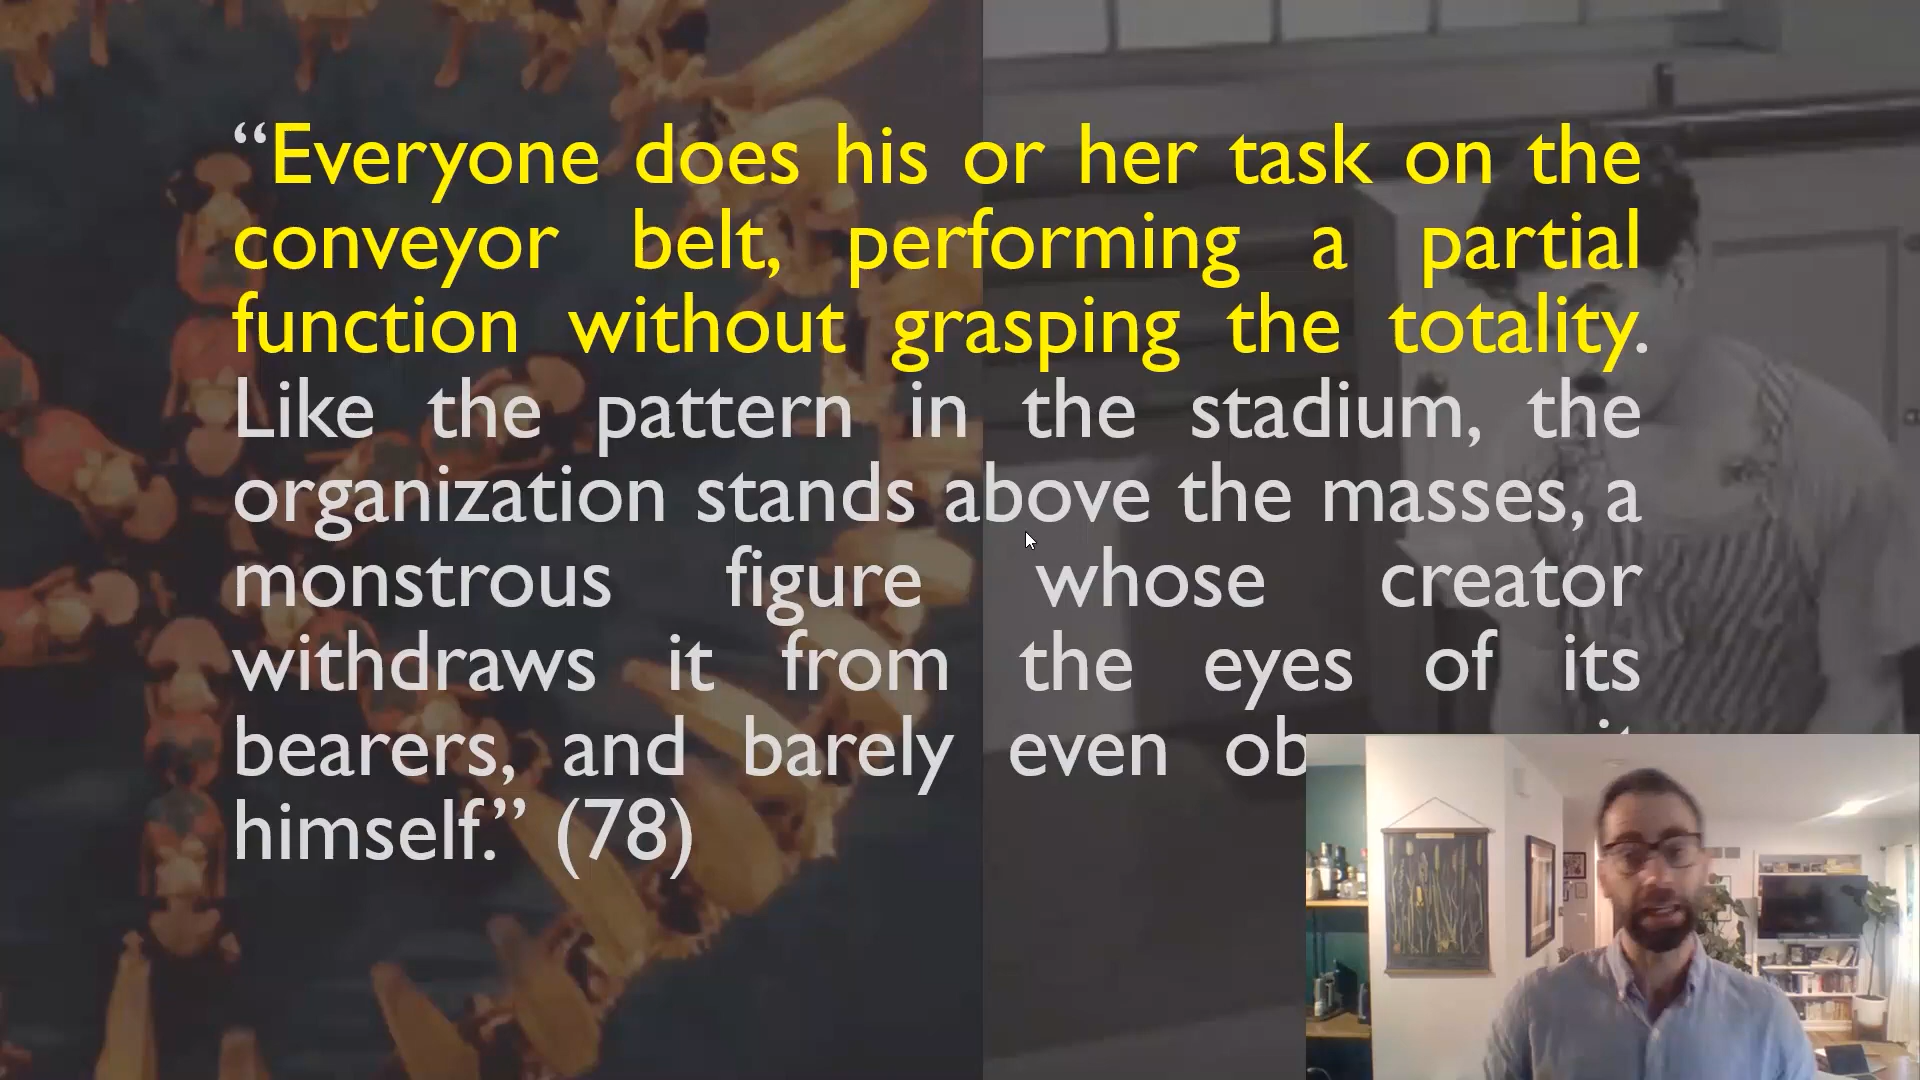 “Everyone does his or her task on the
conveyor belt, performing a partial
function without grasping the totality.
Like the pattern in the stadium, the
organization stands above the masses, a
monstrous figure whose creator
withdraws it from the eyes of its
bearers, and barely even
himself.” (78)